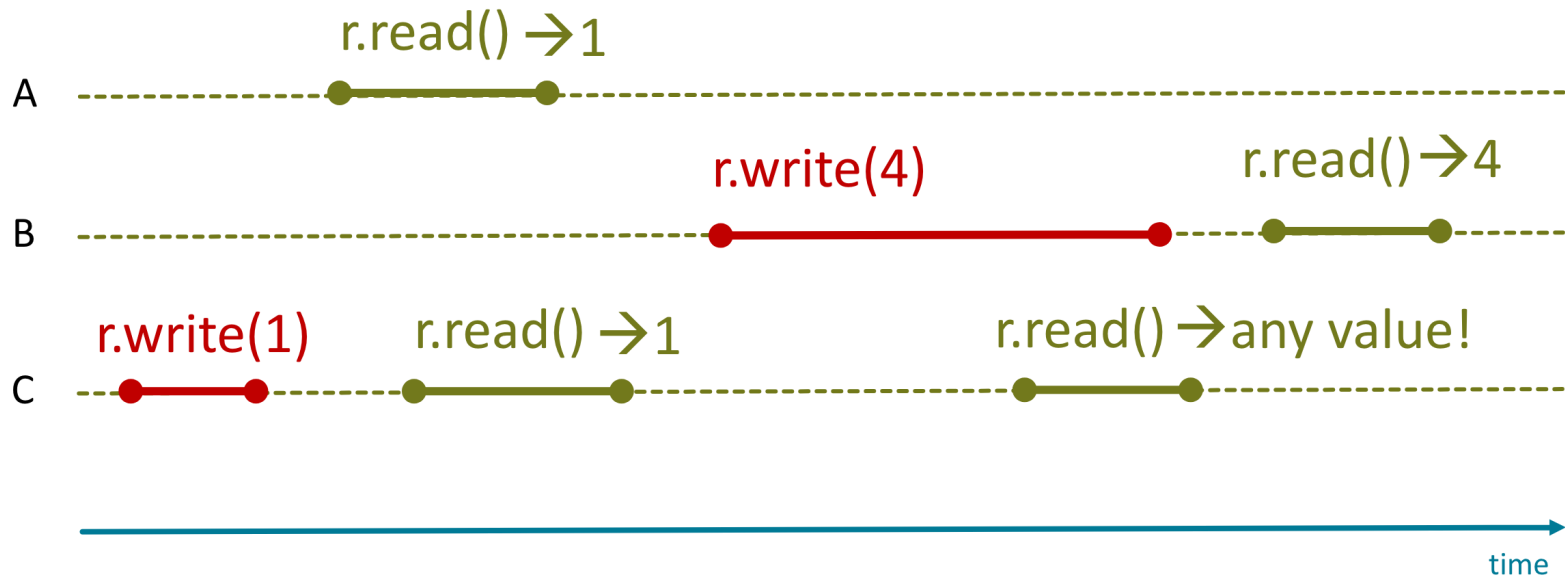 r.read() →1
A
r.write(4)
r.read()→4
B
r.write(1)
r.read() →1
r.read() →any value!
C
time